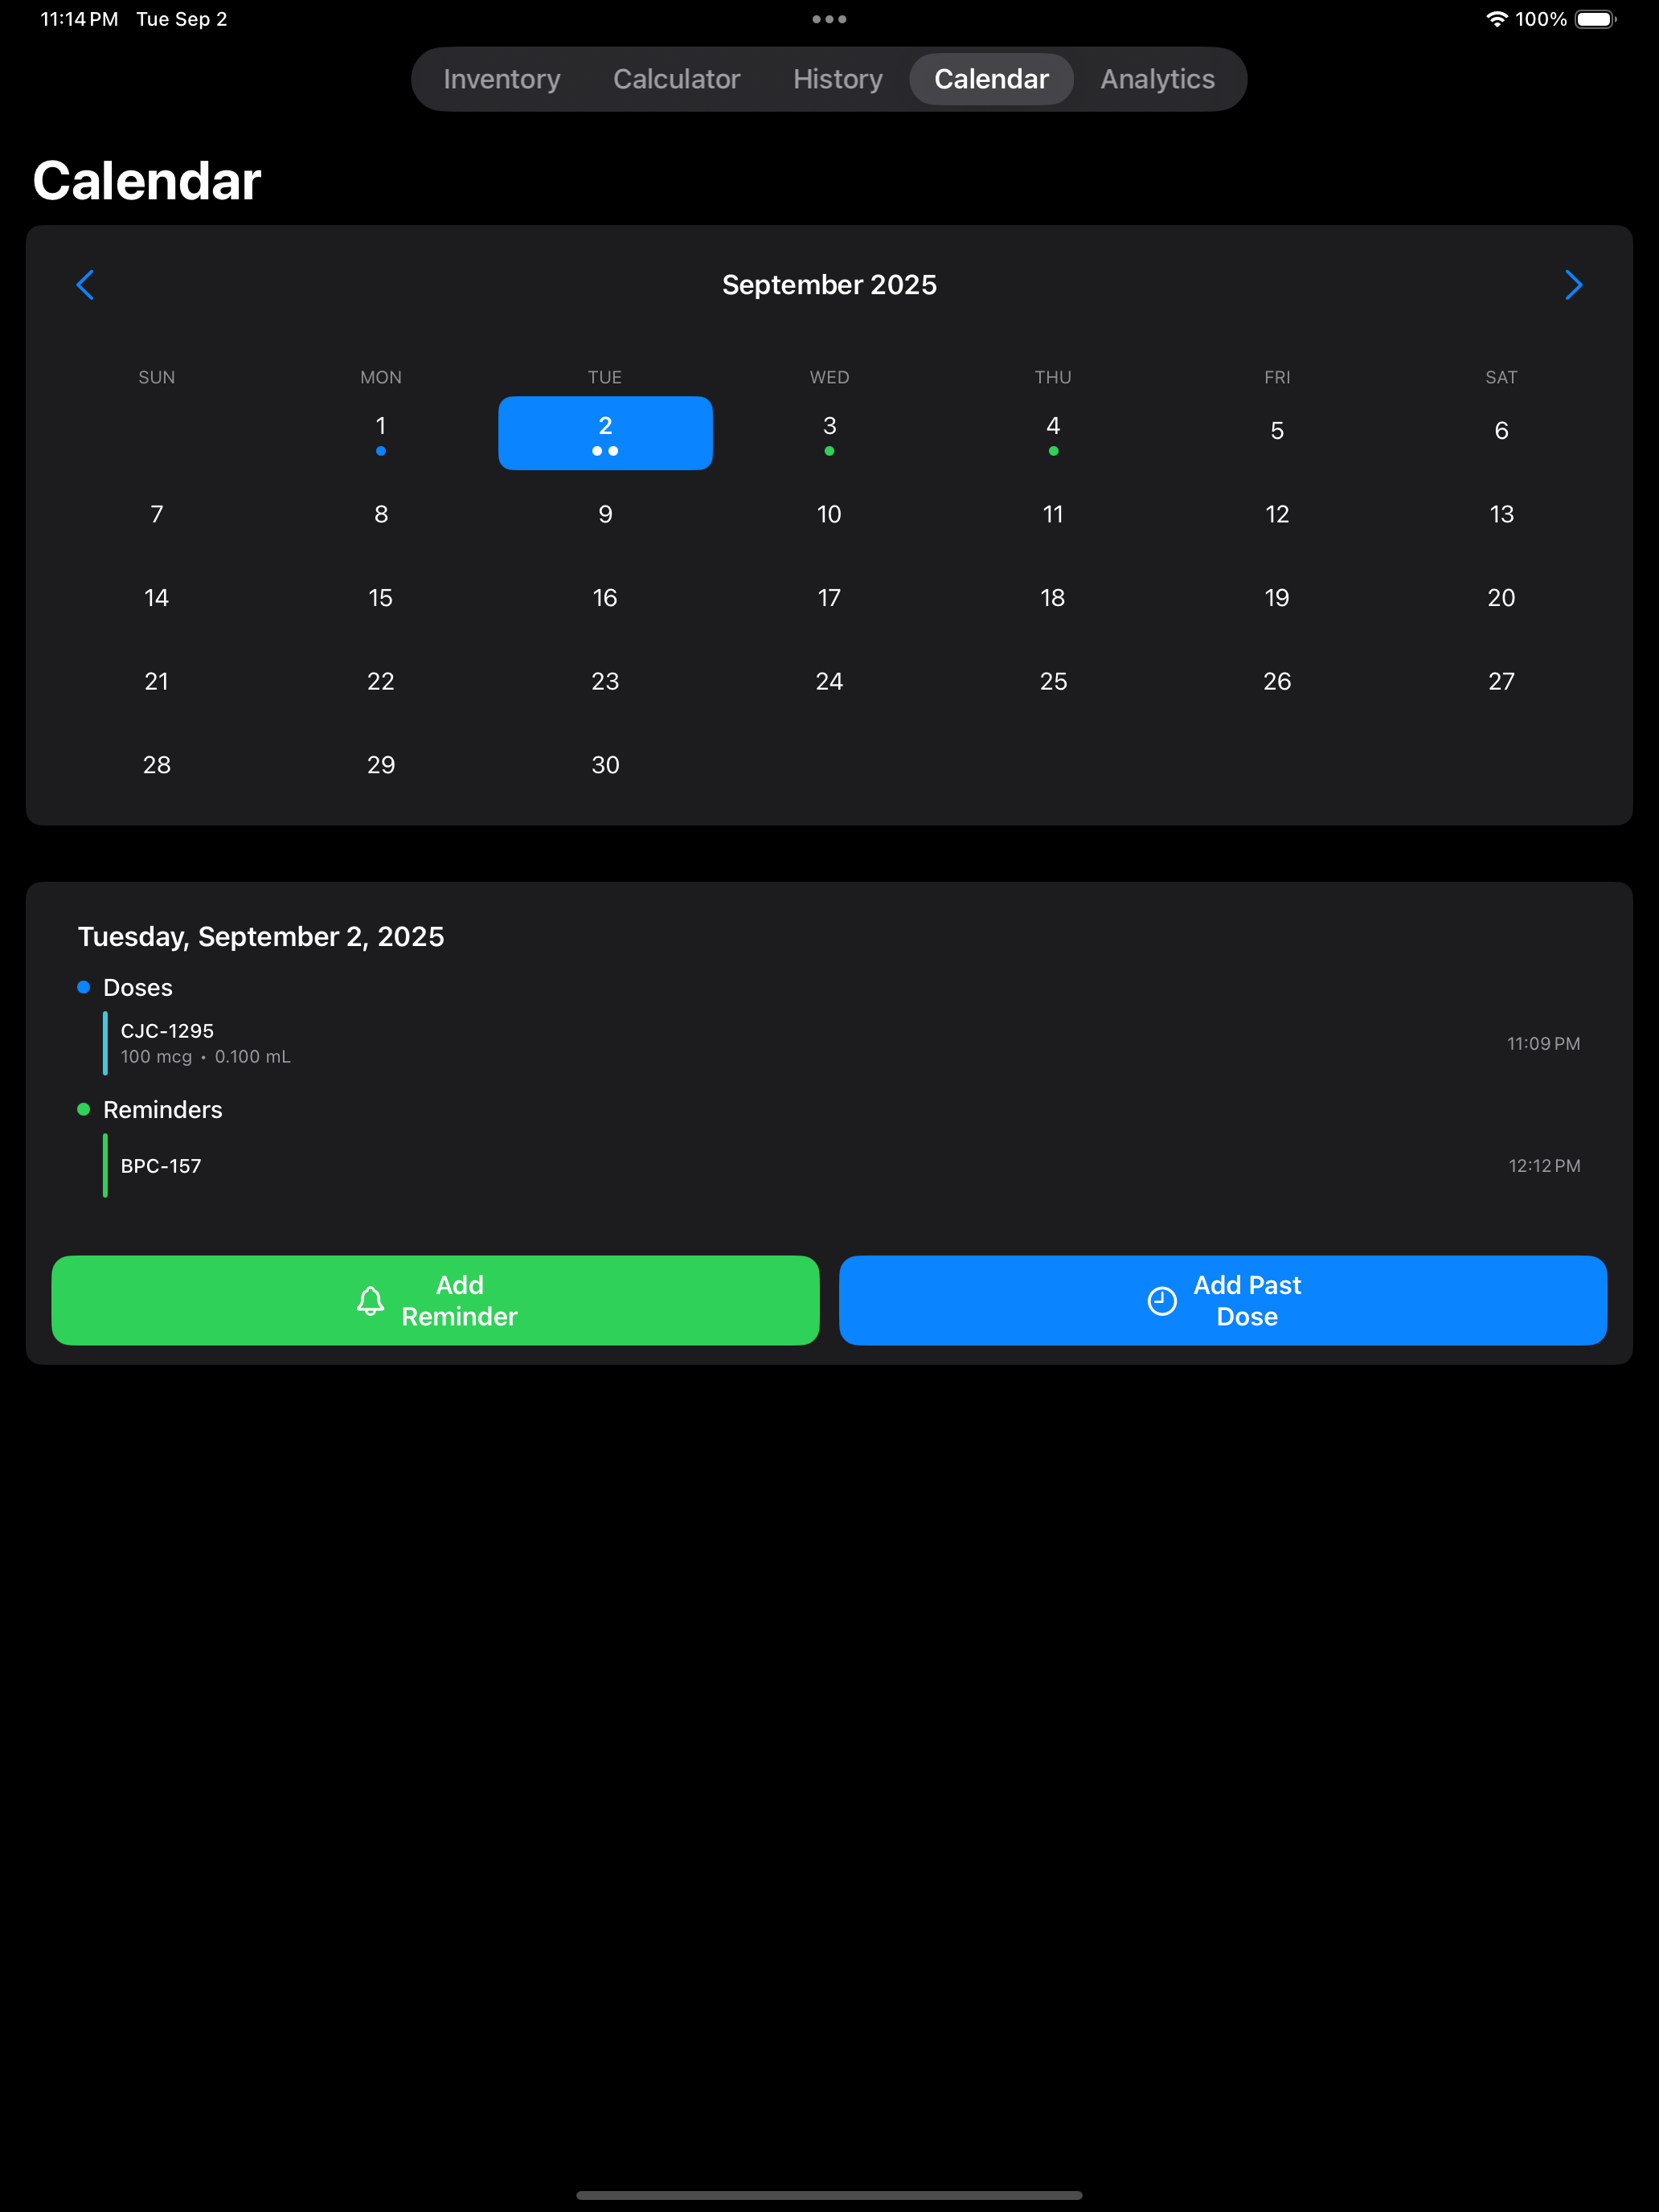 11:14 PM Tue Sep 2
100%
Inventory Calculator History Calendar Analytics
Calendar
September 2025
SUN MON TUE WED THU FRI SAT
1 2 3 4 5 6
7 8 9 10 11 12 13
14 15 16 17 18 19 20
21 22 23 24 25 26 27
28 29 30
Tuesday, September 2, 2025
Doses
CJC-1295
100 mcg • 0.100 mL
11:09 PM
Reminders
BPC-157
12:12 PM
Add
Reminder
Add Past
Dose